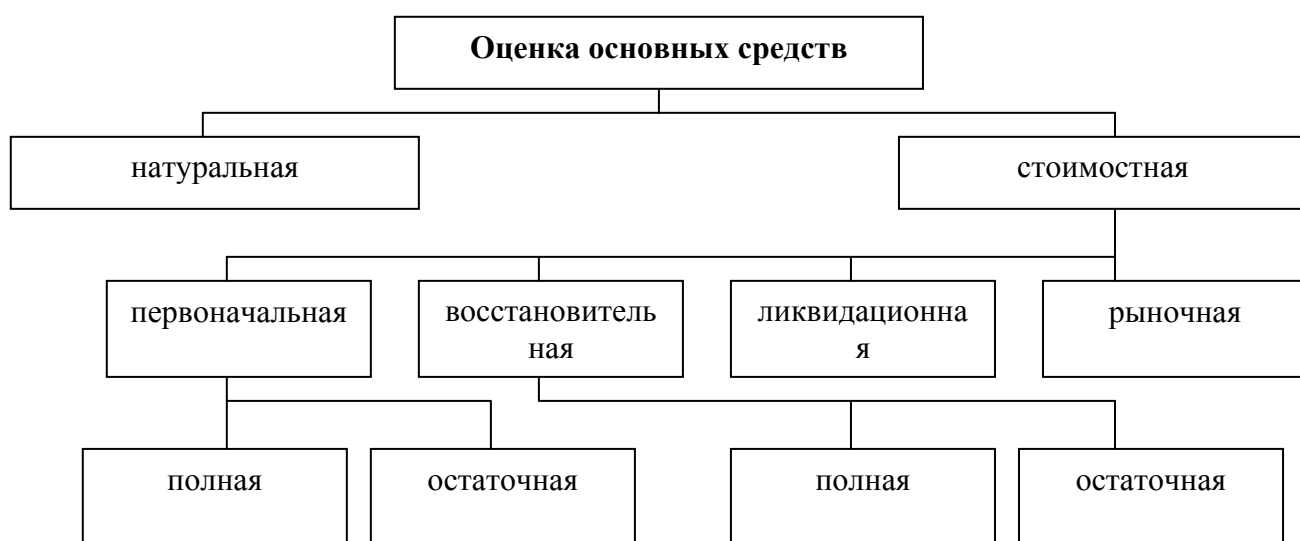 Оценка основных средств
натуральная
стоимостная
первоначальная
восстановитель
ная
ликвидационна
я
рыночная
полная
остаточная
полная
остаточная